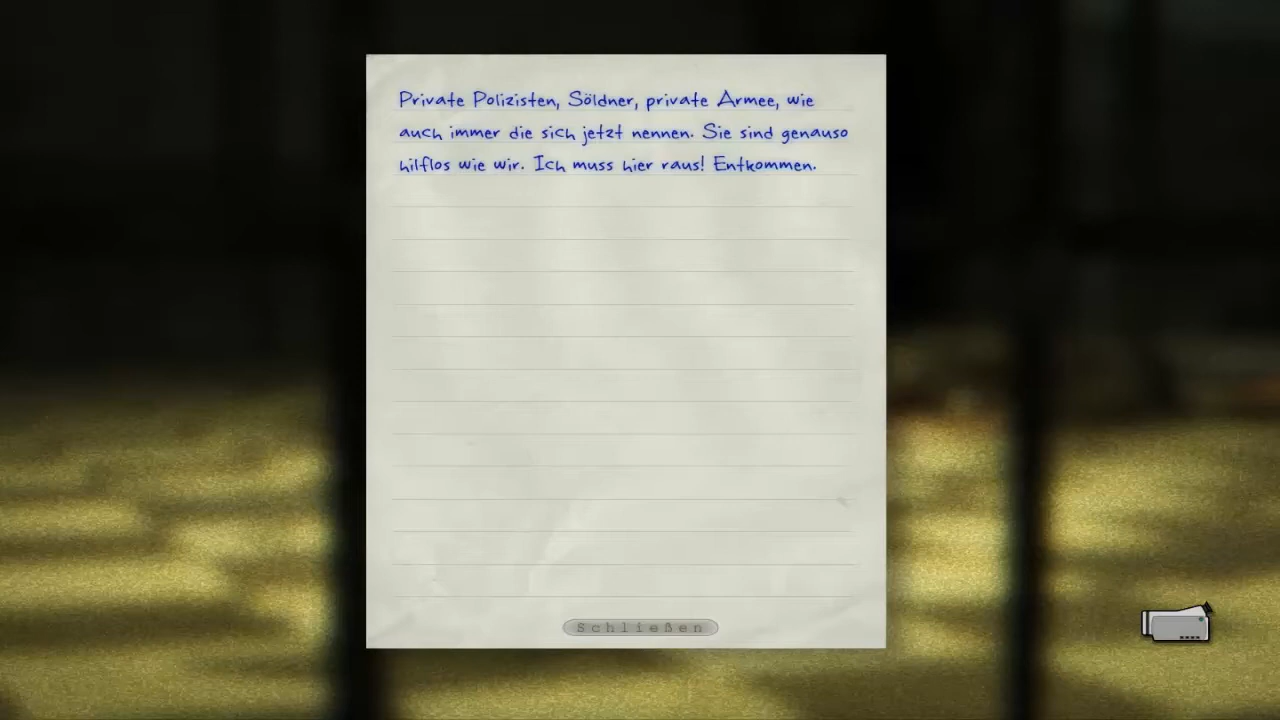 Private Polizisten, Söldner, private Armee, wie
auch immer die sich jetzt nennen. Sie sind genauso
hilflos wie wir. Ich muss hier raus! Entkommen.
Schließen